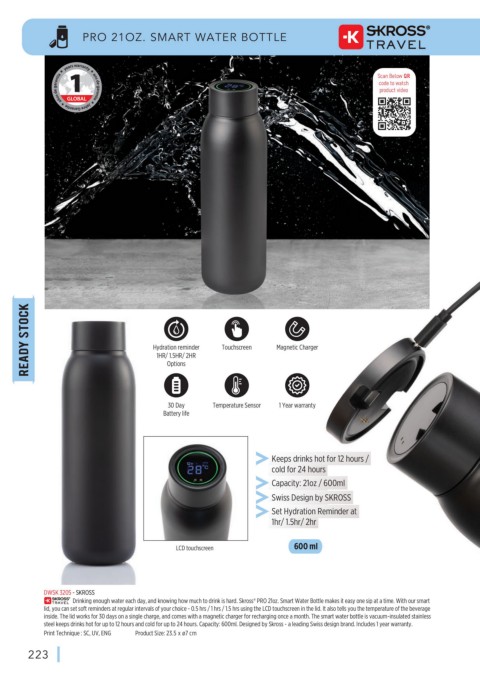 PRO 21OZ. SMART WATER BOTTLE
SKROSS®
TRAVEL
1
GLOBAL
Scan Below QR
code to watch
product video
READY STOCK
Hydration reminder
1HR/ 1.5HR/ 2HR
Options
Touchscreen
Magnetic Charger
30 Day
Battery life
Temperature Sensor
1 Year warranty
28°
LCD touchscreen
Keeps drinks hot for 12 hours /
cold for 24 hours
Capacity: 21oz / 600ml
Swiss Design by SKROSS
Set Hydration Reminder at
1hr/ 1.5hr/ 2hr
600 ml
DWSK 3205 - SKROSS
SKROSS TRAVEL Drinking enough water each day, and knowing how much to drink is hard. Skross® PRO 21oz. Smart Water Bottle makes it easy one sip at a time. With our smart
lid, you can set soft reminders at regular intervals of your choice - 0.5 hrs / 1 hrs / 1.5 hrs using the LCD touchscreen in the lid. It also tells you the temperature of the beverage
inside. The lid works for 30 days on a single charge, and comes with a magnetic charger for recharging once a month. The smart water bottle is vacuum-insulated stainless
steel keeps drinks hot for up to 12 hours and cold for up to 24 hours. Capacity: 600ml. Designed by Skross - a leading Swiss design brand. Includes 1 year warranty.
Print Technique : SC, UV, ENG Product Size: 23.5 x ø7 cm
223